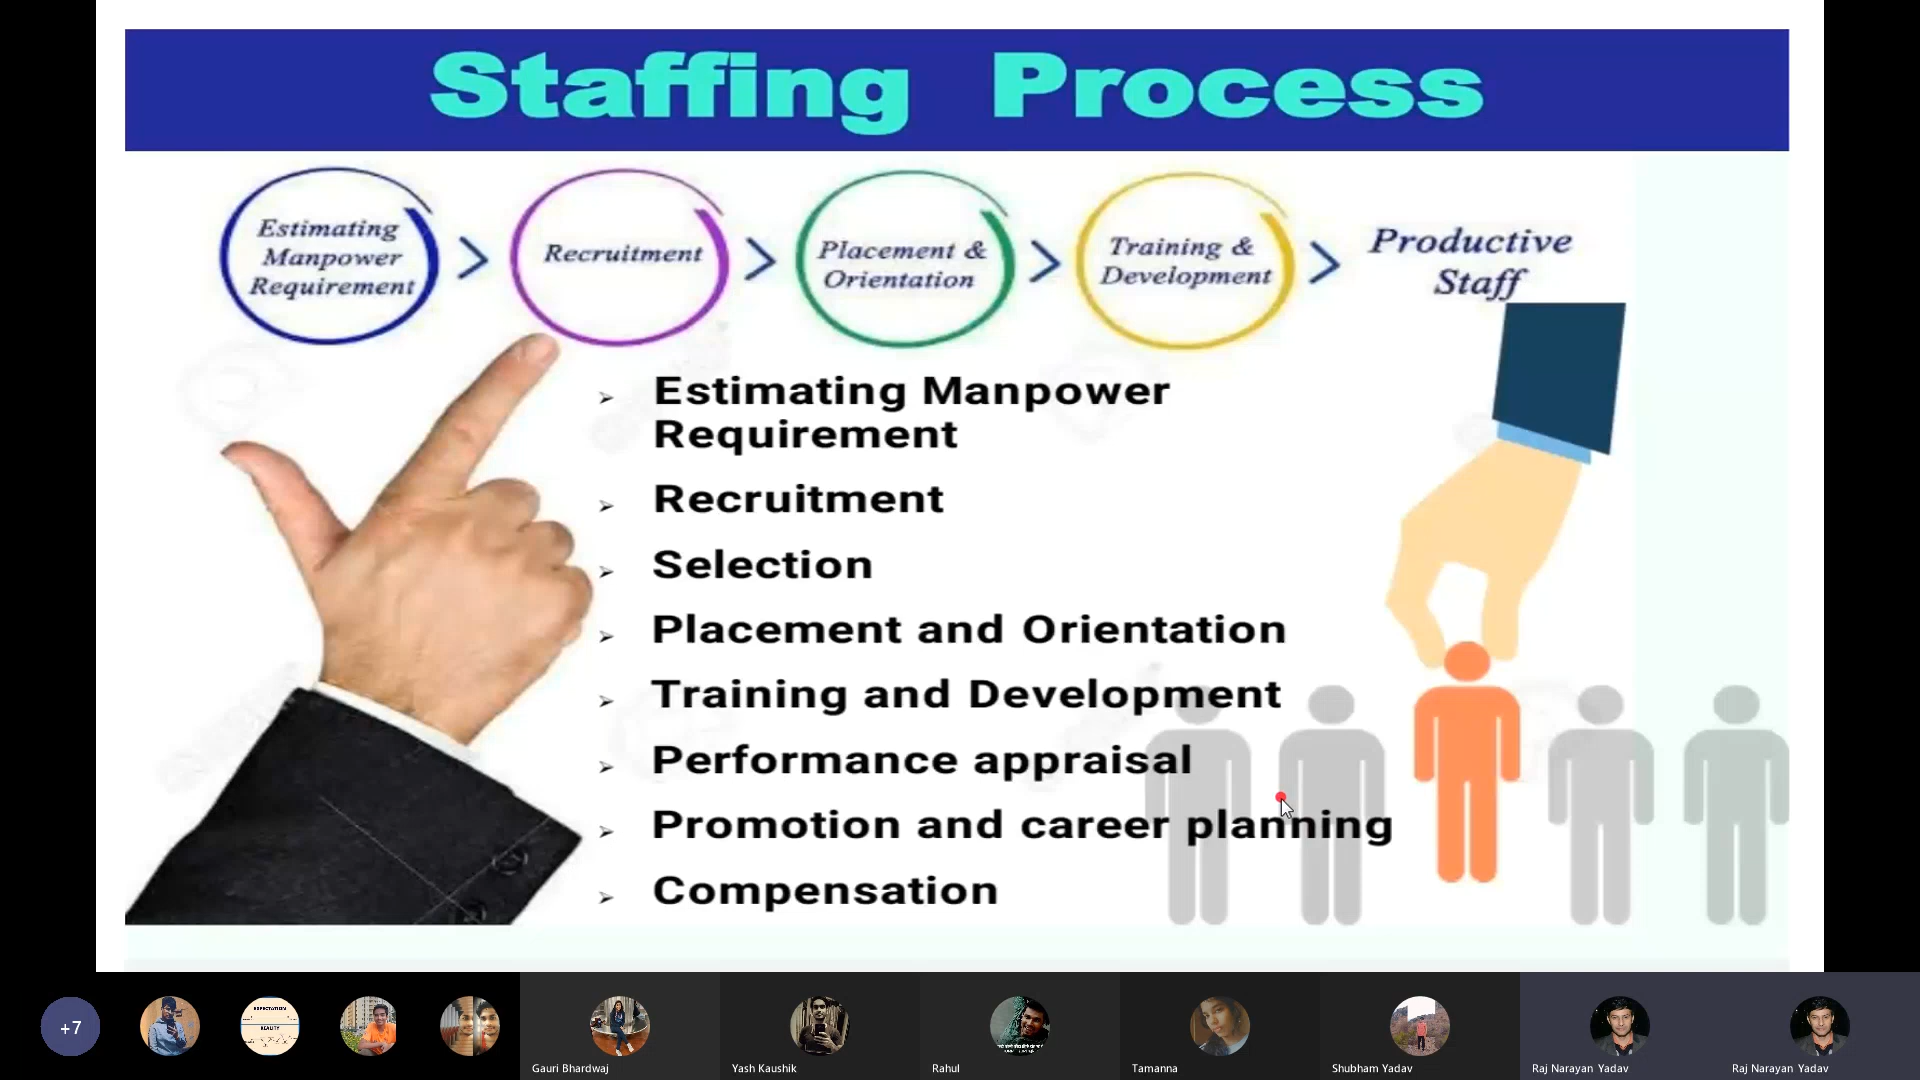 Staffing Process
Estimating
Manpower
Requirement
Recruitment
Placement &
Orientation
Training &
Development
Productive
Staff
➢ Estimating Manpower
Requirement
➢ Recruitment
➢ Selection
➢ Placement and Orientation
➢ Training and Development
➢ Performance appraisal
➢ Promotion and career planning
➢ Compensation
+7
EXPECTATION
REALITY
Gauri Bhardwaj
Yash Kaushik
Rahul
Tamanna
Shubham Yadav
Raj Narayan Yadav
Raj Narayan Yadav